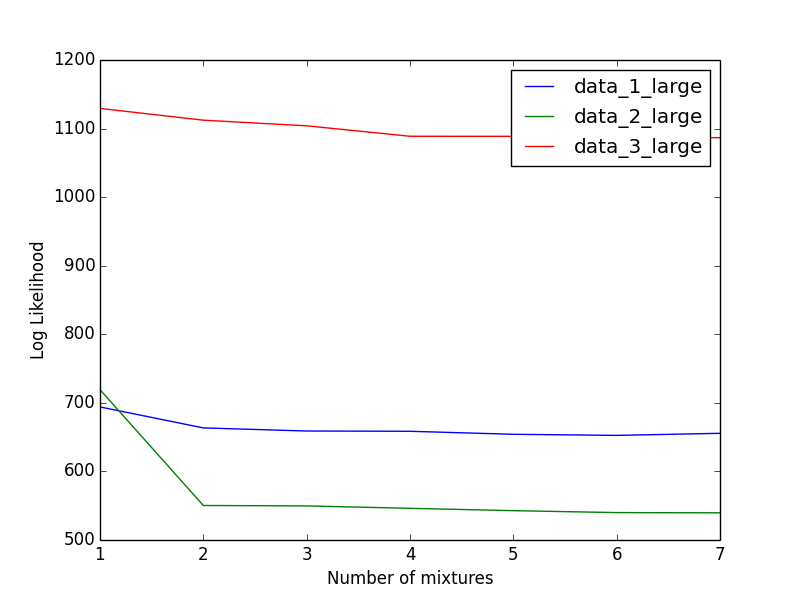 1200
1100
1000
900
800
700
600
500
Log Likelihood
data_1_large
data_2_large
data_3_large
1 2 3 4 5 6 7
Number of mixtures